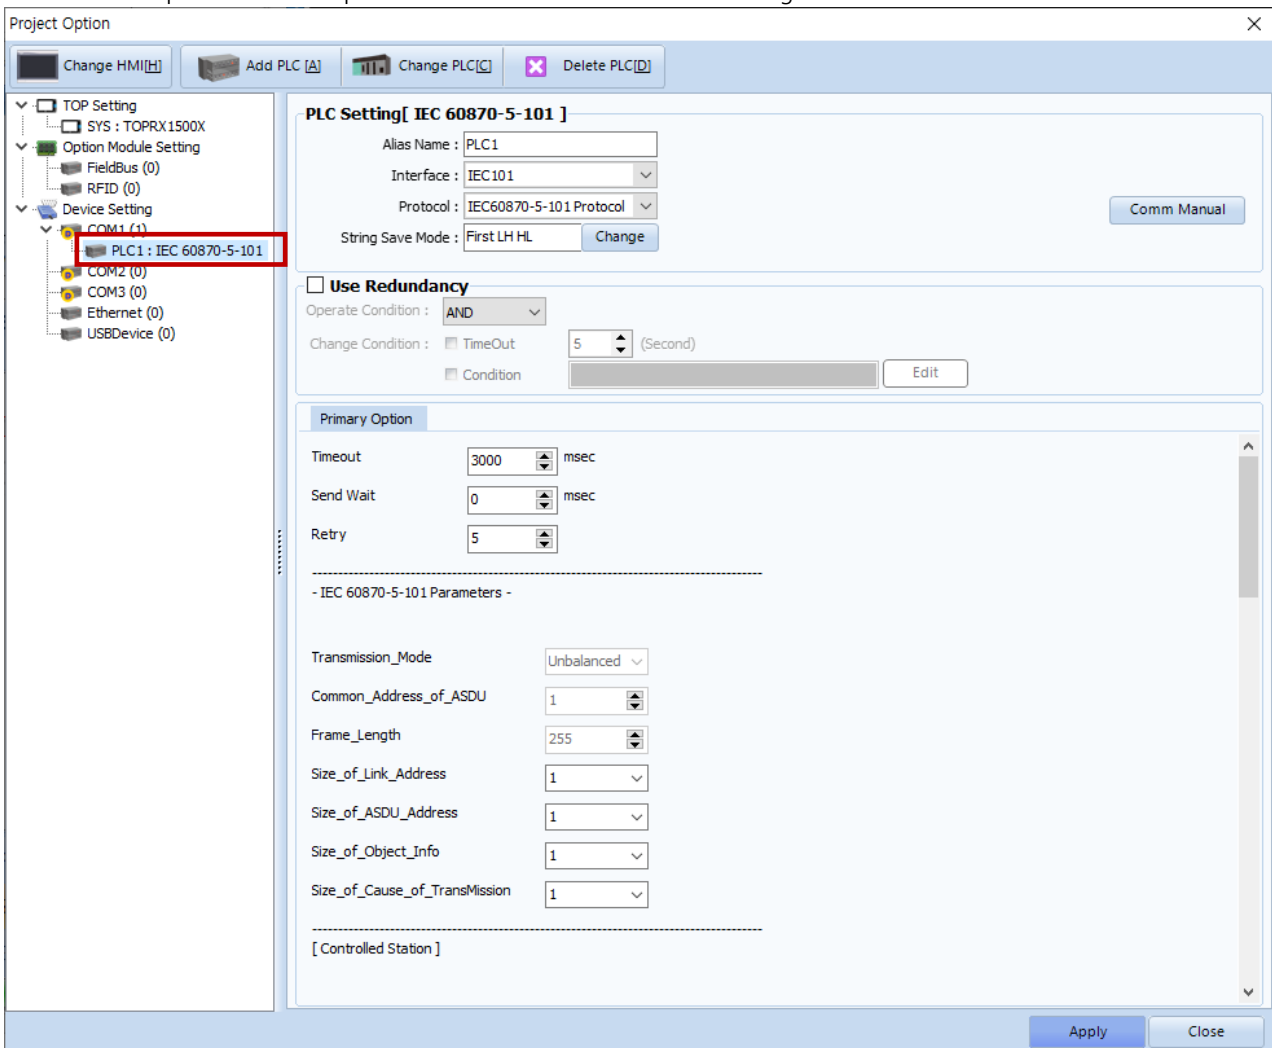 Project Option
Change HMI[H]
Add PLC [A]
Change PLC[C]
Delete PLC[D]
TOP Setting
SYS : TOPRX1500X
Option Module Setting
FieldBus (0)
RFID (0)
Device Setting
COM1 (1)
PLC1 : IEC 60870-5-101
COM2 (0)
COM3 (0)
Ethernet (0)
USBDevice (0)
PLC Setting[ IEC 60870-5-101 ]
Alias Name : PLC1
Interface : IEC101
Protocol : IEC60870-5-101 Protocol
Comm Manual
String Save Mode : First LH HL Change
Use Redundancy
Operate Condition : AND
Change Condition : TimeOut 5 (Second)
Condition Edit
Primary Option
Timeout 3000 msec
Send Wait 0 msec
Retry 5
- IEC 60870-5-101 Parameters -
Transmission_Mode Unbalanced
Common_Address_of_ASDU 1
Frame_Length 255
Size_of_Link_Address 1
Size_of_ASDU_Address 1
Size_of_Object_Info 1
Size_of_Cause_of_TransMission 1
[ Controlled Station ]
Apply
Close